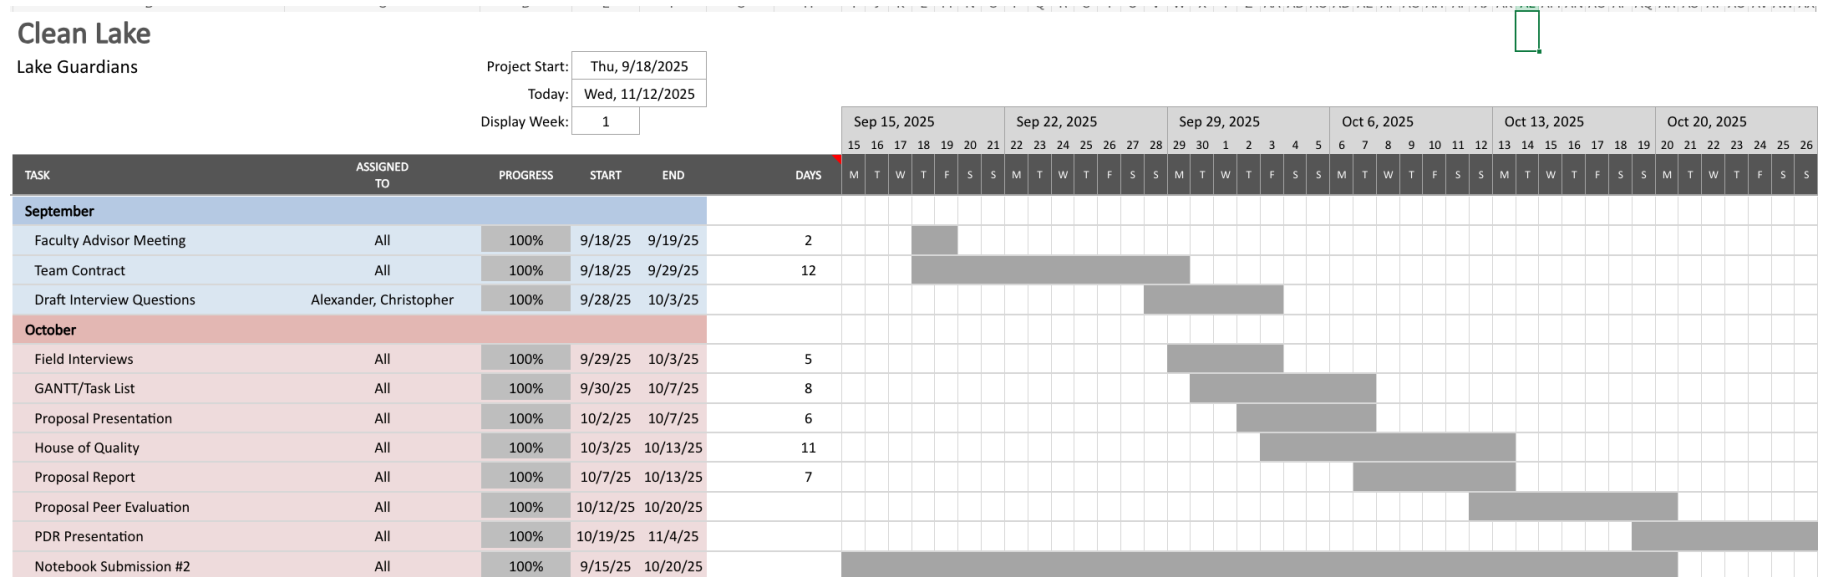 Clean Lake
Lake Guardians
Project Start: Thu, 9/18/2025
Today: Wed, 11/12/2025
Display Week: 1
Sep 15, 2025 Sep 22, 2025 Sep 29, 2025 Oct 6, 2025 Oct 13, 2025 Oct 20, 2025
15 16 17 18 19 20 21 22 23 24 25 26 27 28 29 30 1 2 3 4 5 6 7 8 9 10 11 12 13 14 15 16 17 18 19 20 21 22 23 24 25 26
TASK ASSIGNED TO PROGRESS START END DAYS M T W T F S S M T W T F S S M T W T F S S M T W T F S S M T W T F S S M T W T F S S
September
Faculty Advisor Meeting All 100% 9/18/25 9/19/25 2
Team Contract All 100% 9/18/25 9/29/25 12
Draft Interview Questions Alexander, Christopher 100% 9/28/25 10/3/25
October
Field Interviews All 100% 9/29/25 10/3/25 5
GANTT/Task List All 100% 9/30/25 10/7/25 8
Proposal Presentation All 100% 10/2/25 10/7/25 6
House of Quality All 100% 10/3/25 10/13/25 11
Proposal Report All 100% 10/7/25 10/13/25 7
Proposal Peer Evaluation All 100% 10/12/25 10/20/25
PDR Presentation All 100% 10/19/25 11/4/25
Notebook Submission #2 All 100% 9/15/25 10/20/25